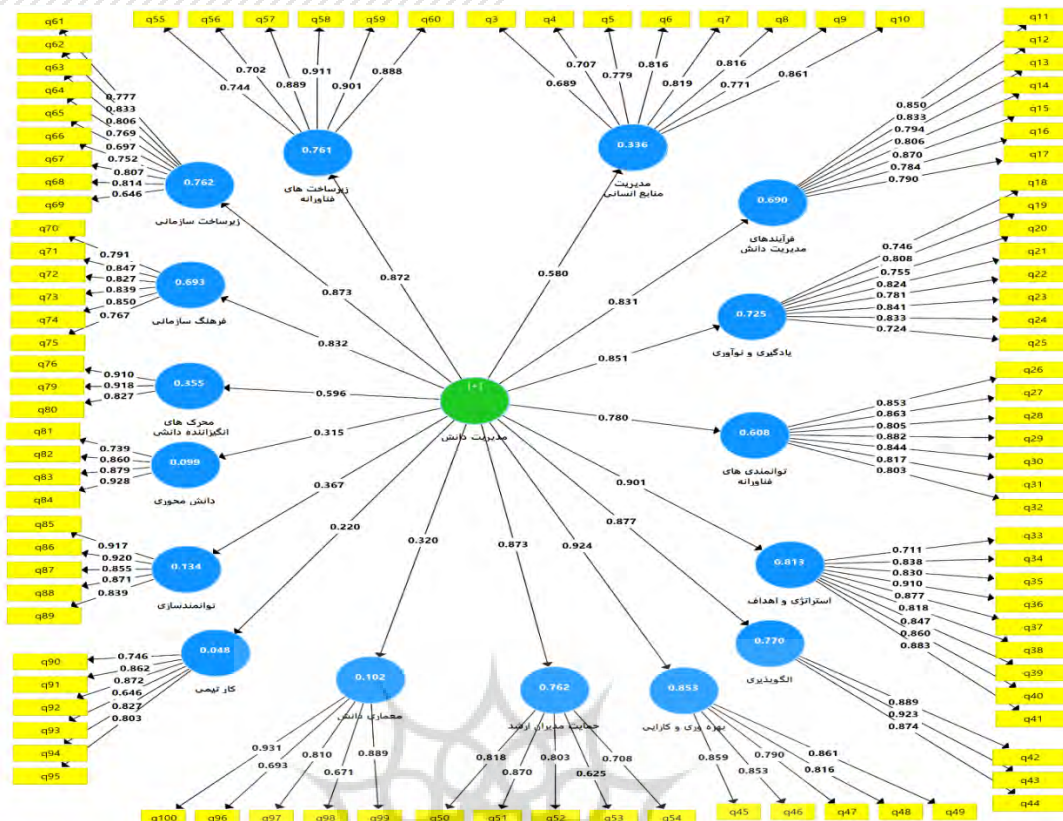 q55 q56 q57 q58 q59 q60
0.744 0.702 0.889 0.911 0.901 0.888
0.761
زیرساخت های
فناورانه
q3 q4 q5 q6 q7 q8 q9 q10
0.689 0.707 0.779 0.816 0.819 0.816 0.771 0.861
0.336
مدیریت
منابع انسانی
q11
q12
q13
q14
q15
q16
q17
0.850
0.833
0.794
0.806
0.870
0.784
0.790
0.690
فرآیندهای
مدیریت دانش
q18
q19
q20
q21
q22
q23
q24
q25
0.746
0.808
0.755
0.824
0.781
0.841
0.833
0.724
0.725
یادگیری و نوآوری
q26
q27
q28
q29
q30
q31
q32
0.853
0.863
0.805
0.882
0.844
0.817
0.803
0.608
توانمندی های
فناورانه
q33
q34
q35
q36
q37
q38
q39
q40
q41
0.711
0.838
0.830
0.910
0.877
0.818
0.847
0.860
0.883
0.813
استراتژی و اهداف
q42
q43
q44
0.889
0.923
0.874
0.770
الگوپذیری
0.853
بهره وری و کارایی
0.859 0.853 0.790 0.816 0.861
q45 q46 q47 q48 q49
0.762
حمایت مدیران ارشد
0.818 0.870 0.803 0.625 0.708
q50 q51 q52 q53 q54
0.102
معماری دانش
0.931 0.693 0.810 0.671 0.889
q100 q96 q97 q98 q99
q61
q62
q63
q64
q65
q66
q67
q68
q69
0.777
0.833
0.806
0.769
0.697
0.752
0.807
0.814
0.646
0.762
زیرساخت سازمانی
q70
q71
q72
q73
q74
q75
0.791
0.847
0.827
0.839
0.850
0.767
0.693
فرهنگ سازمانی
q76
q79
q80
0.910
0.918
0.827
0.355
محرک های
انگیزاننده دانشی
q81
q82
q83
q84
0.739
0.860
0.879
0.928
0.099
دانش محوری
q85
q86
q87
q88
q89
0.917
0.920
0.855
0.871
0.839
0.134
توانمندسازی
q90
q91
q92
q93
q94
q95
0.746
0.862
0.872
0.646
0.827
0.803
0.048
کار تیمی
[+]
مدیریت دانش
0.872
0.580
0.831
0.851
0.780
0.901
0.877
0.924
0.873
0.320
0.220
0.367
0.315
0.596
0.832
0.873